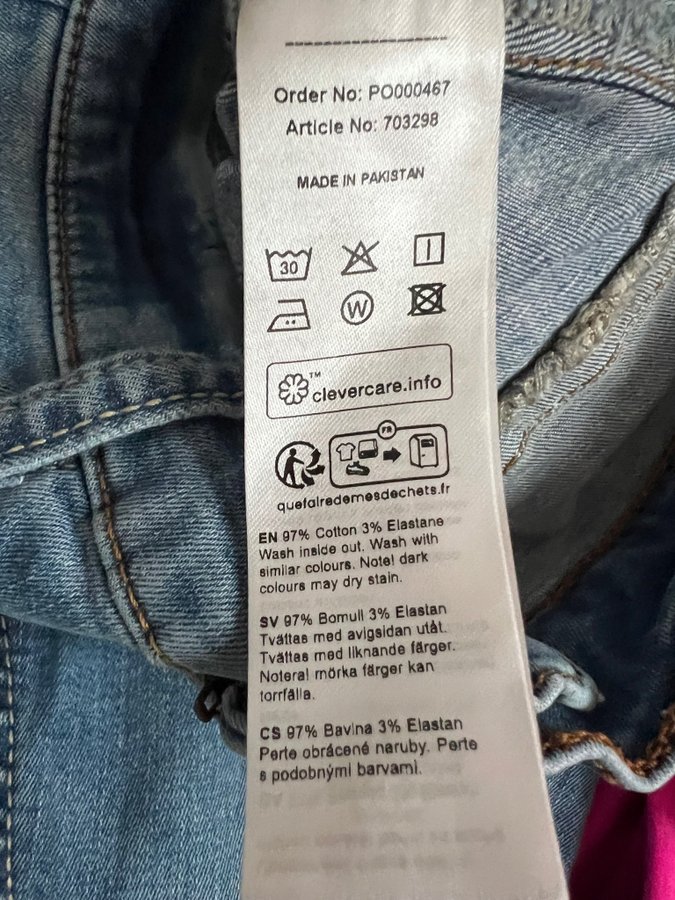 Order No: PO000467
Article No: 703298
MADE IN PAKISTAN
30
W
™
clevercare.info
FR
quefairedemesdechets.fr
EN 97% Cotton 3% Elastane
Wash inside out. Wash with
similar colours. Note! dark
colours may dry stain.
SV 97% Bomull 3% Elastan
Tvättas med avigsidan utåt.
Tvättas med liknande färger.
Notera! mörka färger kan
torrfälla.
CS 97% Bavlna 3% Elastan
Perte obrácené naruby. Perte
s podobnými barvami.